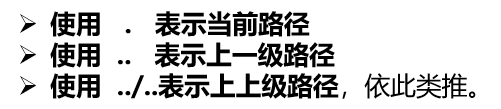 ➢ 使用 . 表示当前路径
➢ 使用 .. 表示上一级路径
➢ 使用 ../..表示上上级路径，依此类推。